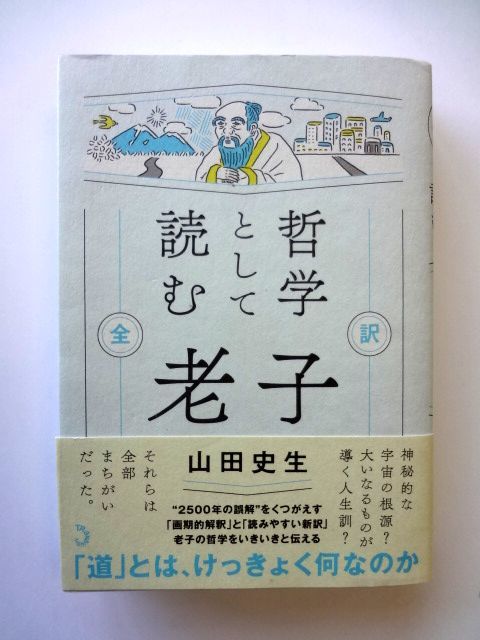 哲学
として
読む
老子
全
訳
山田史生
神秘的な
宇宙の根源?
大いなるものが
導く人生訓?
それらは
全部
まちがい
だった。
“2500年の誤解”をくつがえす
「画期的解釈」と「読みやすい新訳」
老子の哲学をいきいきと伝える
「道」とは、けっきょく何なのか